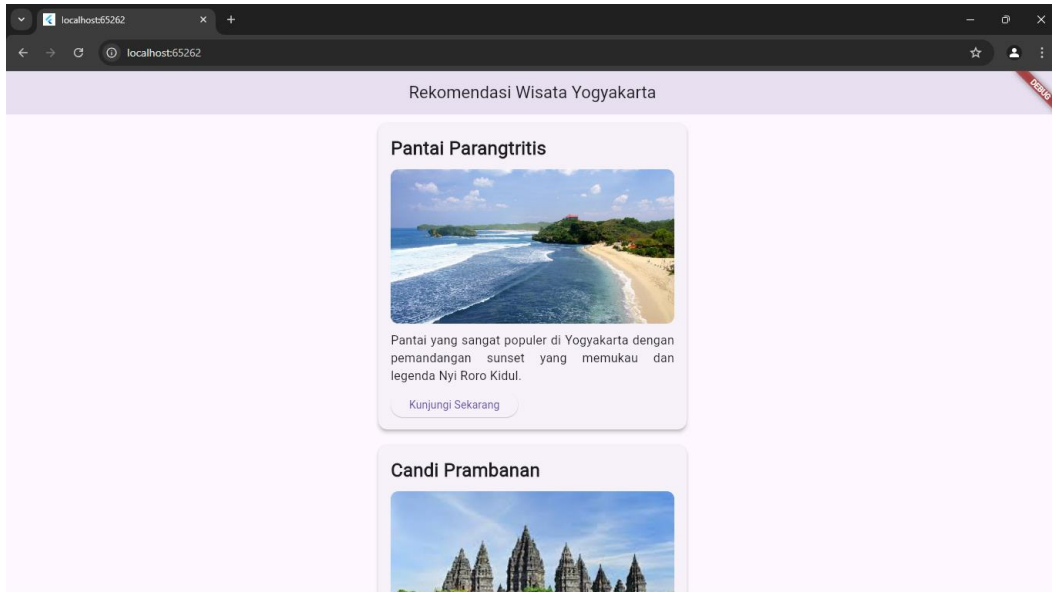 localhost:65262
localhost:65262
Rekomendasi Wisata Yogyakarta
DEBUG
Pantai Parangtritis
Pantai yang sangat populer di Yogyakarta dengan
pemandangan sunset yang memukau dan
legenda Nyi Roro Kidul.
Kunjungi Sekarang
Candi Prambanan